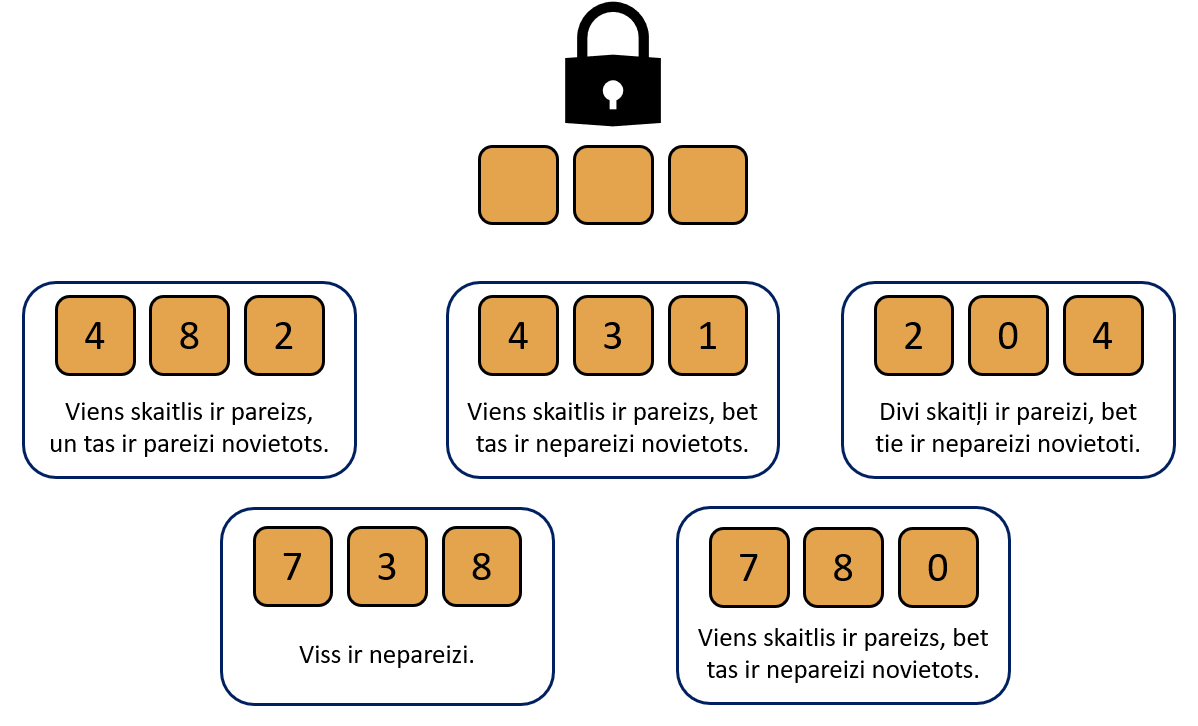 4 8 2
Viens skaitlis ir pareizs,
un tas ir pareizi novietots.
4 3 1
Viens skaitlis ir pareizs, bet
tas ir nepareizi novietots.
2 0 4
Divi skaitļi ir pareizi, bet
tie ir nepareizi novietoti.
7 3 8
Viss ir nepareizi.
7 8 0
Viens skaitlis ir pareizs, bet
tas ir nepareizi novietots.